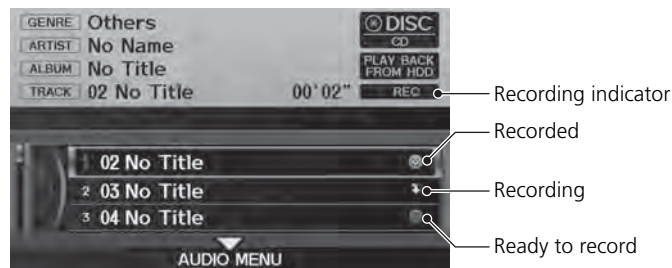 GENRE Others
ARTIST No Name
ALBUM No Title
TRACK 02 No Title 00'02"
DISC
CD
PLAY BACK
FROM HDD
REC
Recording indicator
Recorded
1 02 No Title
2 03 No Title
Recording
3 04 No Title
Ready to record
AUDIO MENU